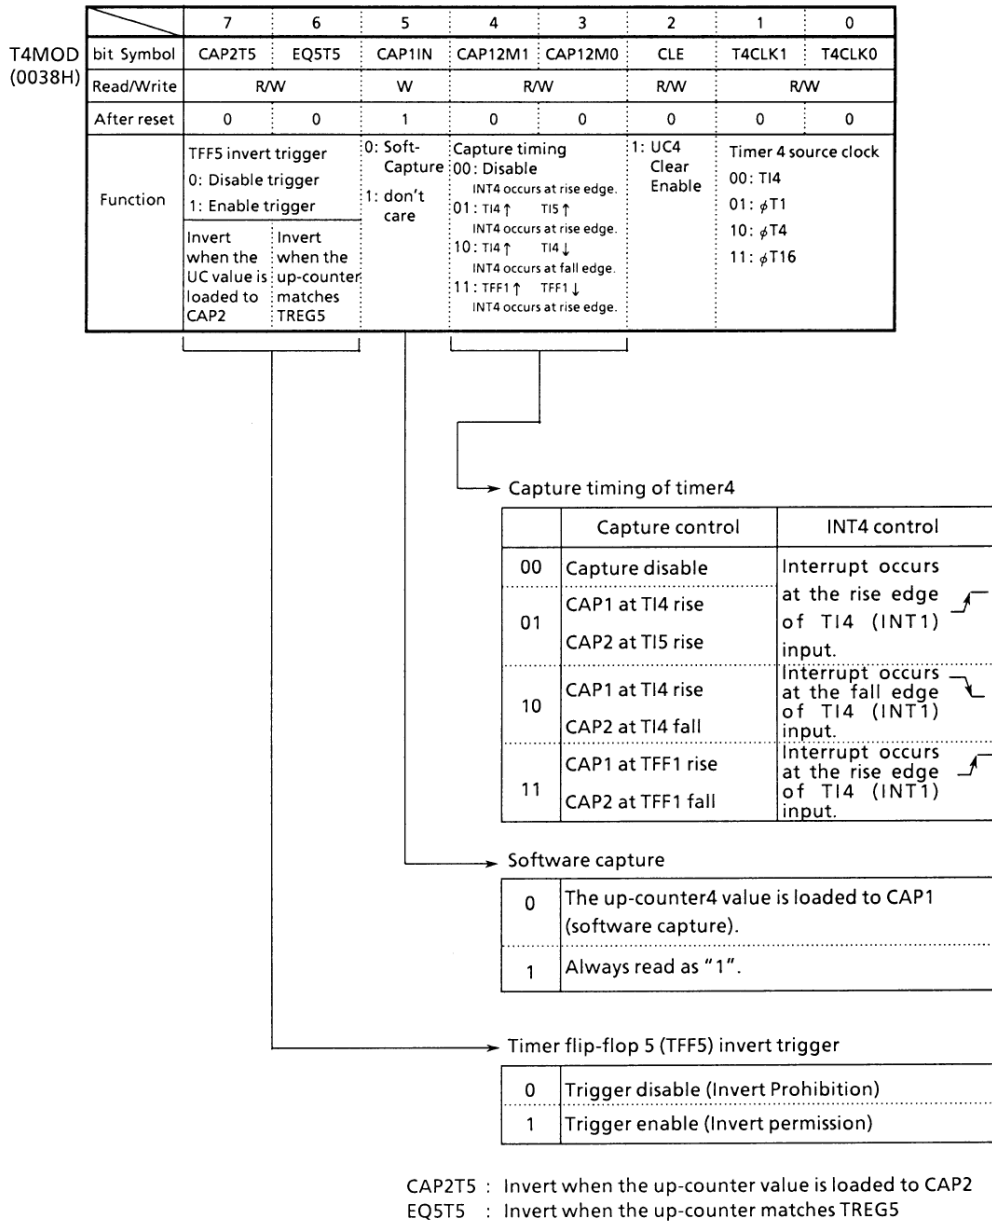 7 6 5 4 3 2 1 0
T4MOD (0038H)
bit Symbol CAP2T5 EQ5T5 CAP1IN CAP12M1 CAP12M0 CLE T4CLK1 T4CLK0
Read/Write R/W W R/W R/W R/W
After reset 0 0 1 0 0 0 0 0
Function
TFF5 invert trigger
0: Disable trigger
1: Enable trigger
Invert
when the
UC value is
loaded to
CAP2
Invert
when the
up-counter
matches
TREG5
0: Soft-
Capture
1: don't
care
Capture timing
00: Disable
INT4 occurs at rise edge.
01: TI4↑ TI5↑
INT4 occurs at rise edge.
10: TI4↑ TI4↓
INT4 occurs at fall edge.
11: TFF1↑ TFF1↓
INT4 occurs at rise edge.
1: UC4
Clear
Enable
Timer 4 source clock
00: TI4
01: ϕT1
10: ϕT4
11: ϕT16
Capture timing of timer4
Capture control INT4 control
00 Capture disable
01 CAP1 at TI4 rise
CAP2 at TI5 rise
Interrupt occurs
at the rise edge
of TI4 (INT1)
input.
10 CAP1 at TI4 rise
CAP2 at TI4 fall
Interrupt occurs
at the fall edge
of TI4 (INT1)
input.
11 CAP1 at TFF1 rise
CAP2 at TFF1 fall
Interrupt occurs
at the rise edge
of TI4 (INT1)
input.
Software capture
0 The up-counter4 value is loaded to CAP1
(software capture).
1 Always read as "1".
Timer flip-flop 5 (TFF5) invert trigger
0 Trigger disable (Invert Prohibition)
1 Trigger enable (Invert permission)
CAP2T5 : Invert when the up-counter value is loaded to CAP2
EQ5T5 : Invert when the up-counter matches TREG5